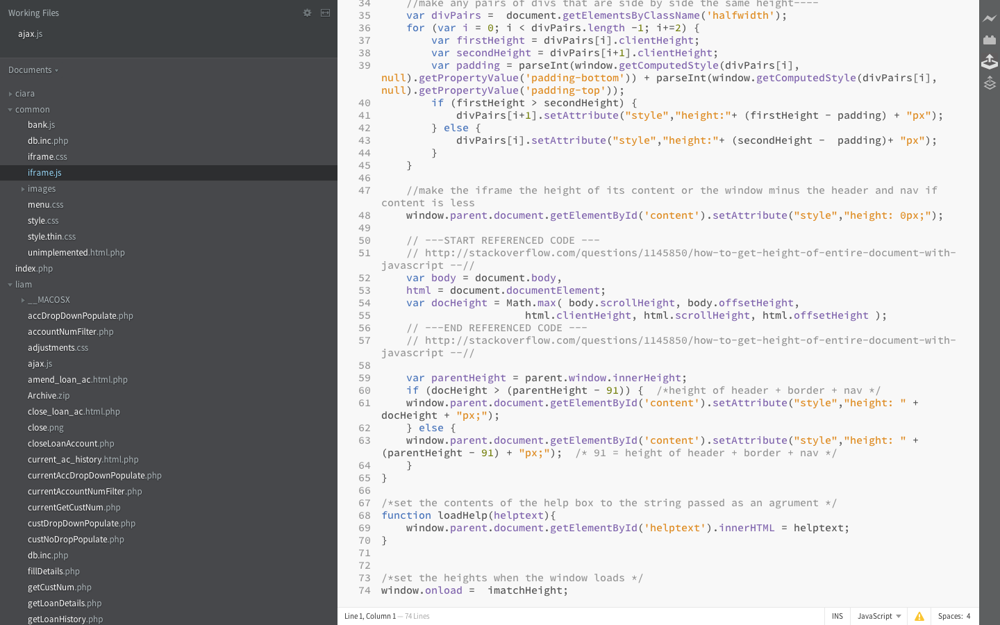 Working Files
ajax.js
Documents
ciara
common
bank.js
db.inc.php
iframe.css
iframe.js
images
menu.css
style.css
style.thin.css
unimplemented.html.php
index.php
liam
__MACOSX
accDropDownPopulate.php
accountNumFilter.php
adjustments.css
ajax.js
amend_loan_ac.html.php
Archive.zip
close_loan_ac.html.php
close.png
closeLoanAccount.php
current_ac_history.html.php
currentAccDropDownPopulate.php
currentAccountNumFilter.php
currentGetCustNum.php
custDropDownPopulate.php
custNoDropPopulate.php
db.inc.php
fillDetails.php
getCustNum.php
getLoanDetails.php
getLoanHistory.php
34 //make any pairs of divs that are side by side the same height----
35 var divPairs =  document.getElementsByClassName('halfwidth');
36 for (var i = 0; i < divPairs.length -1; i+=2) {
37 var firstHeight = divPairs[i].clientHeight;
38 var secondHeight = divPairs[i+1].clientHeight;
39 var padding = parseInt(window.getComputedStyle(divPairs[i],
null).getPropertyValue('padding-bottom')) + parseInt(window.getComputedStyle(divPairs[i],
null).getPropertyValue('padding-top'));
40 if (firstHeight > secondHeight) {
41 divPairs[i+1].setAttribute("style","height:"+ (firstHeight - padding) + "px");
42 } else {
43 divPairs[i].setAttribute("style","height:"+ (secondHeight -  padding)+ "px");
44 }
45 }
46
47 //make the iframe the height of its content or the window minus the header and nav if
content is less
48 window.parent.document.getElementById('content').setAttribute("style","height: 0px;");
49
50 // ---START REFERENCED CODE ---
51 // http://stackoverflow.com/questions/1145850/how-to-get-height-of-entire-document-with-
javascript --//
52 var body = document.body,
53 html = document.documentElement;
54 var docHeight = Math.max( body.scrollHeight, body.offsetHeight,
55 html.clientHeight, html.scrollHeight, html.offsetHeight );
56 // ---END REFERENCED CODE ---
57 // http://stackoverflow.com/questions/1145850/how-to-get-height-of-entire-document-with-
javascript --//
58
59 var parentHeight = parent.window.innerHeight;
60 if (docHeight > (parentHeight - 91)) {  /*height of header + border + nav */
61 window.parent.document.getElementById('content').setAttribute("style","height: " +
docHeight + "px;");
62 } else {
63 window.parent.document.getElementById('content').setAttribute("style","height: " +
(parentHeight - 91) + "px;");  /* 91 = height of header + border + nav */
64 }
65 }
66
67 /*set the contents of the help box to the string passed as an agrument */
68 function loadHelp(helptext){
69 window.parent.document.getElementById('helptext').innerHTML = helptext;
70 }
71
72
73 /*set the heights when the window loads */
74 window.onload =  imatchHeight;
Line 1, Column 1 — 74 Lines
INS
JavaScript
Spaces: 4